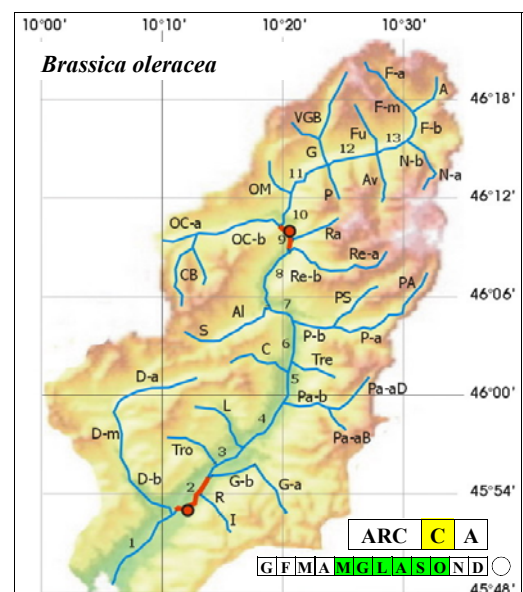 10°00' 10°10' 10°20' 10°30'
Brassica oleracea
F-a
A
46°18'
F-m
VGB
Fu
F-b
13
G
12
N-b
11
N-a
OM
P
Av
46°12'
10
OC-a
Ra
OC-b
9
Re-a
8
Re-b
CB
PA
PS
46°06'
7
Al
S
P-b
P-a
6
C
Tre
D-a
5
Pa-aD
46°00'
Pa-b
L
4
D-m
Pa-aB
Tro
3
D-b
G-b
G-a
45°54'
2
R
I
1
ARC C A
G F M A M G L A S O N D
45°48'